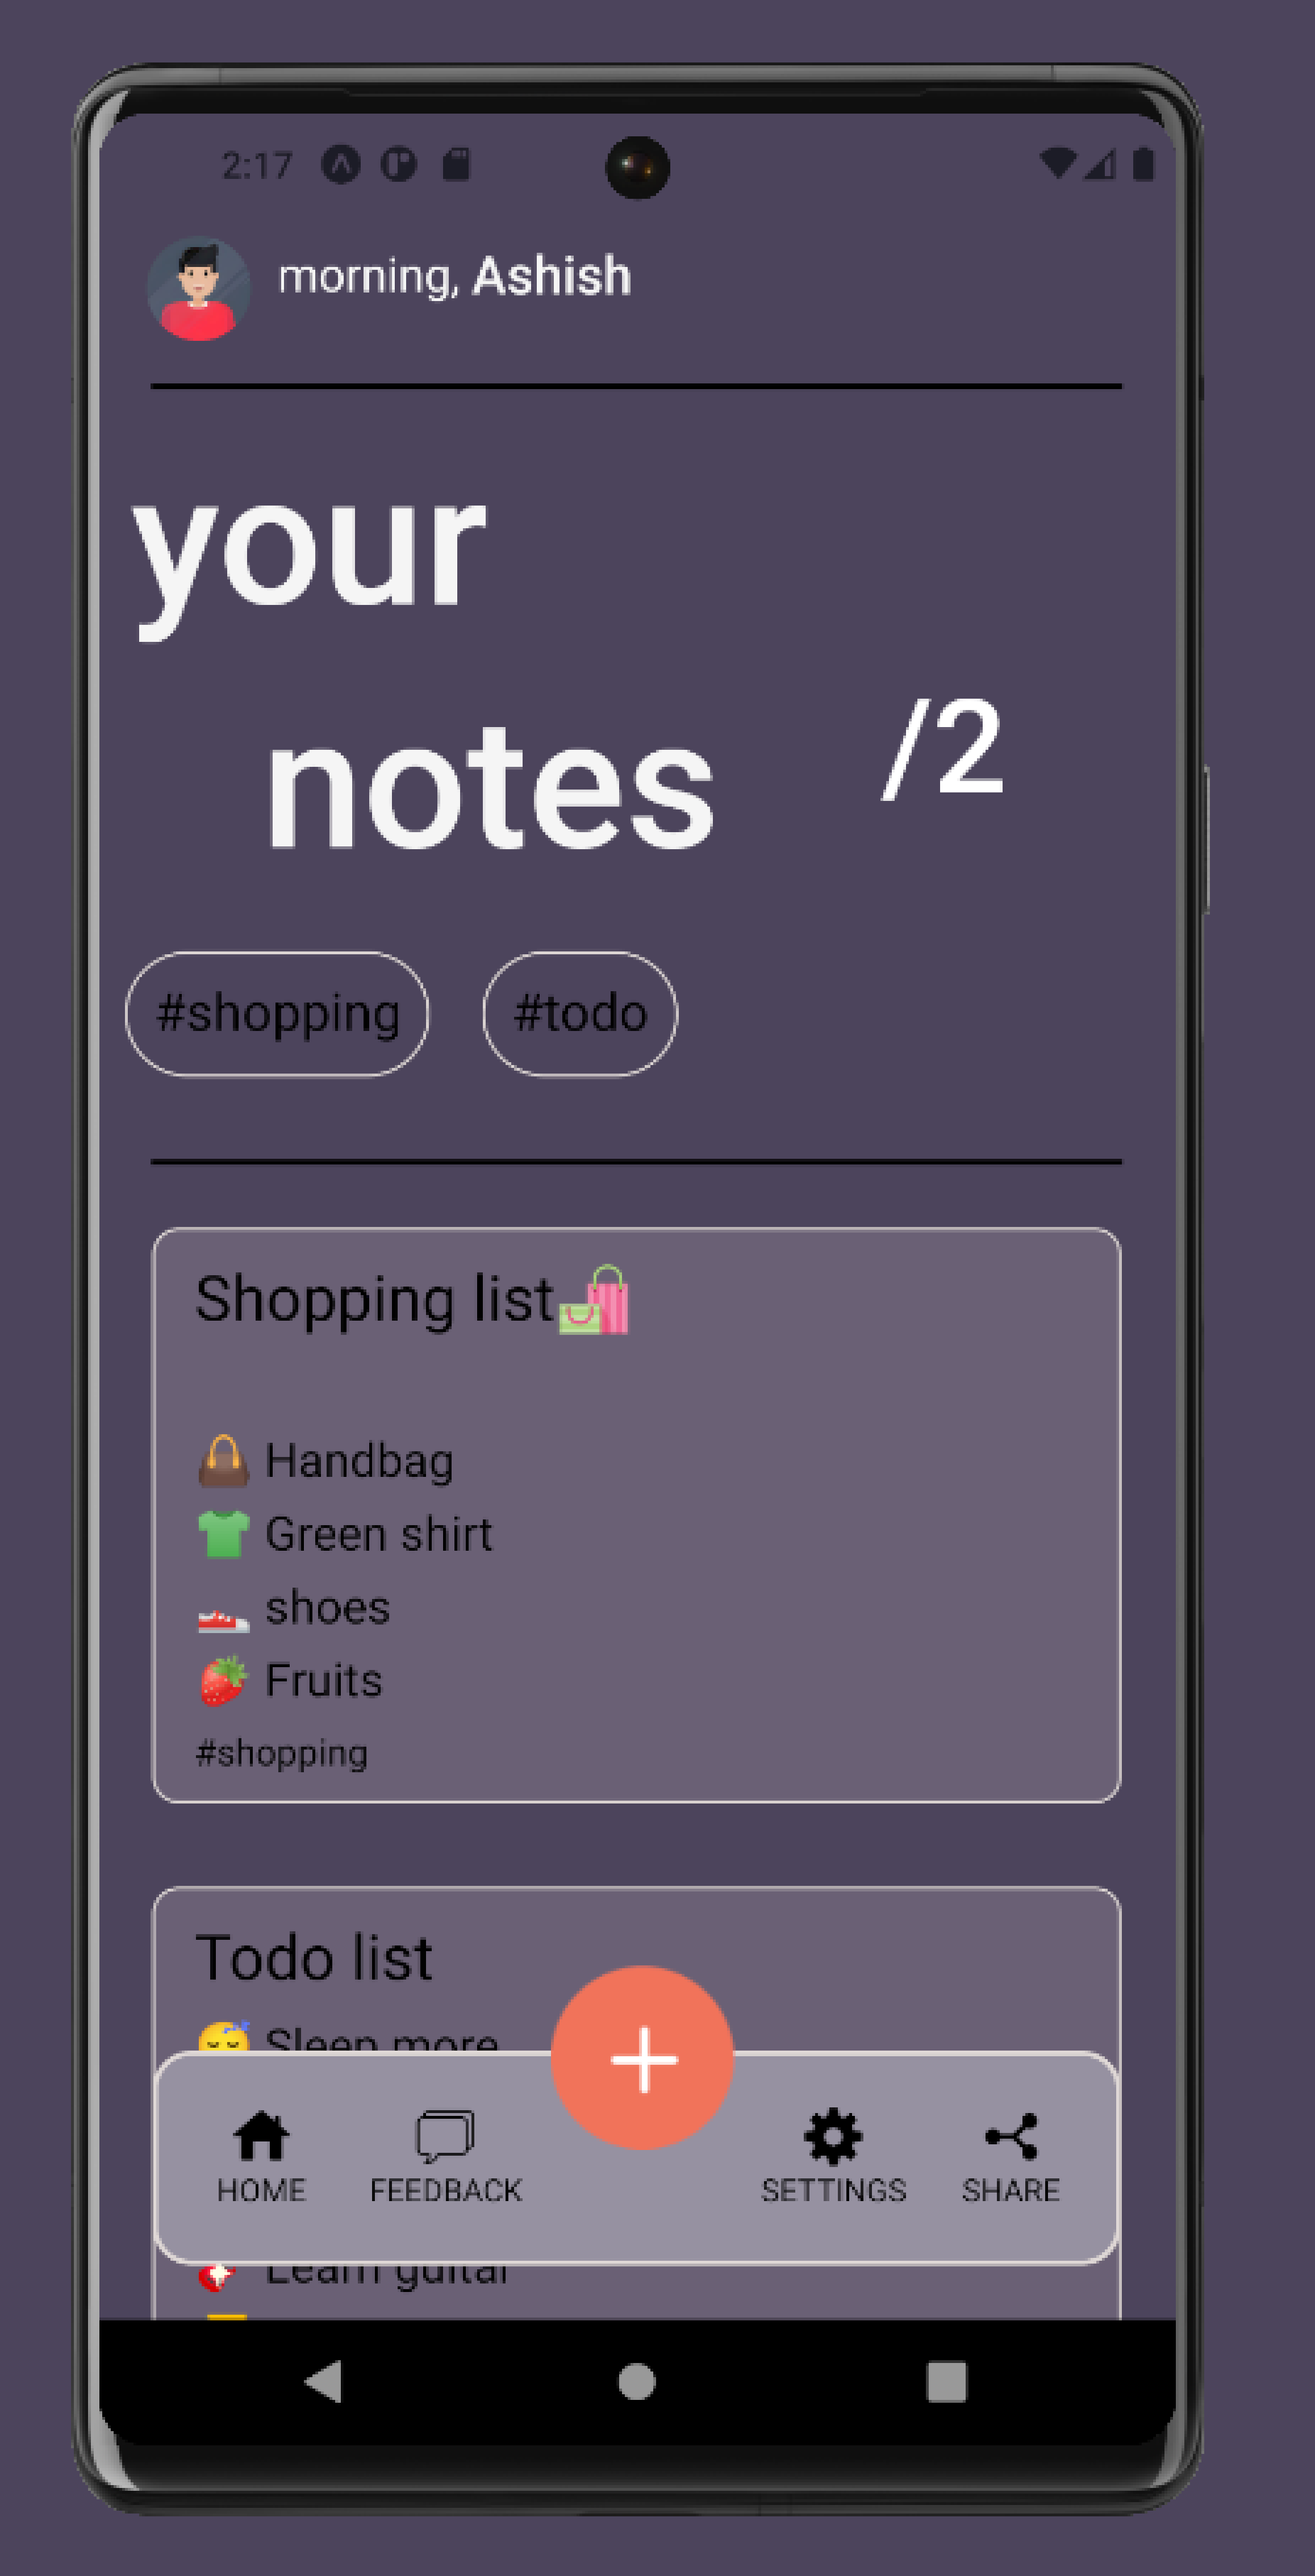 2:17
morning, Ashish
your
notes /2
#shopping #todo
Shopping list🛍️
👜 Handbag
👕 Green shirt
👟 shoes
🍓 Fruits
#shopping
Todo list
😴 Sleep more
HOME FEEDBACK SETTINGS SHARE
Learn guitar